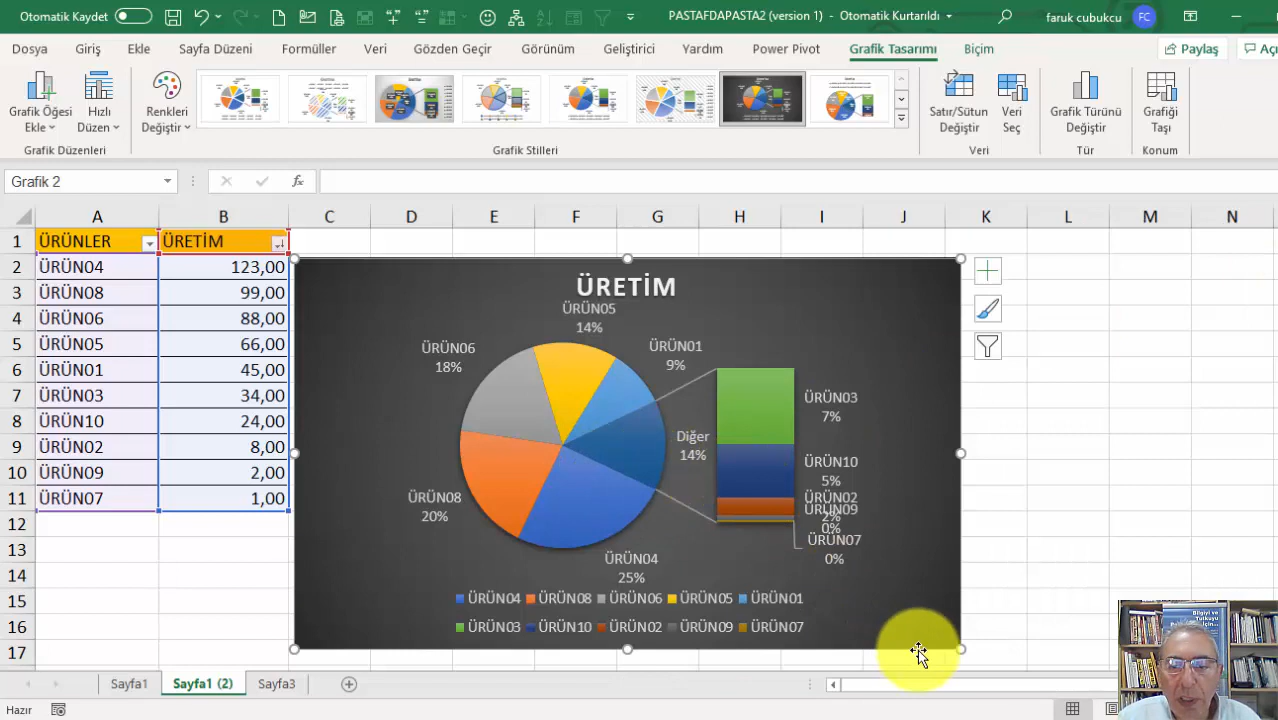 Otomatik Kaydet
PASTAFDAPASTA2 (version 1) - Otomatik Kurtarıldı
faruk cubukcu FC
Dosya Giriş Ekle Sayfa Düzeni Formüller Veri Gözden Geçir Görünüm Geliştirici Yardım Power Pivot Grafik Tasarımı Biçim Paylaş Açı
Grafik Öğesi Ekle
Hızlı Düzen
Renkleri Değiştir
Satır/Sütun Değiştir
Veri Seç
Grafik Türünü Değiştir
Grafiği Taşı
Grafik Düzenleri Grafik Stilleri Veri Tür Konum
Grafik 2 fx
A B C D E F G H I J K L M N
1 ÜRÜNLER ÜRETİM
2 ÜRÜN04 123,00
3 ÜRÜN08 99,00
4 ÜRÜN06 88,00
5 ÜRÜN05 66,00
6 ÜRÜN01 45,00
7 ÜRÜN03 34,00
8 ÜRÜN10 24,00
9 ÜRÜN02 8,00
10 ÜRÜN09 2,00
11 ÜRÜN07 1,00
12
13
14
15
16
17
ÜRETİM
ÜRÜN05
14%
ÜRÜN06
18%
ÜRÜN01
9%
ÜRÜN03
7%
Diğer
14%
ÜRÜN10
5%
ÜRÜN08
20%
ÜRÜN02
2%
ÜRÜN09
0%
ÜRÜN07
0%
ÜRÜN04
25%
ÜRÜN04 ÜRÜN08 ÜRÜN06 ÜRÜN05 ÜRÜN01
ÜRÜN03 ÜRÜN10 ÜRÜN02 ÜRÜN09 ÜRÜN07
Sayfa1 Sayfa1 (2) Sayfa3
Hazır
Bilgiyi ve
Tutkuyu